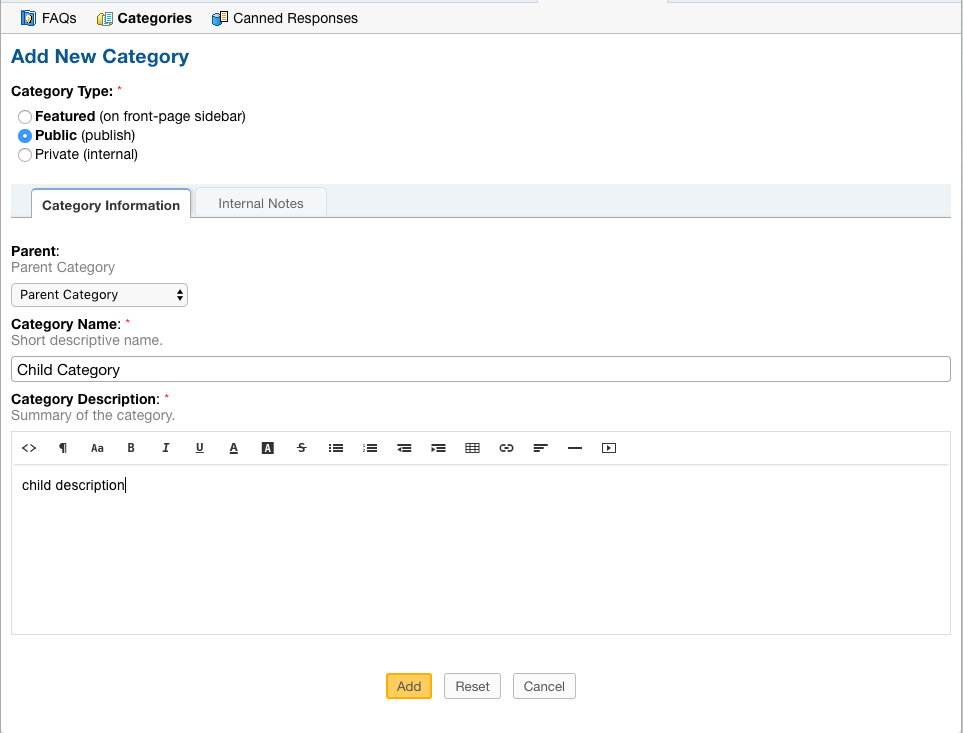 FAQs Categories Canned Responses
Add New Category
Category Type: *
Featured (on front-page sidebar)
Public (publish)
Private (internal)
Category Information Internal Notes
Parent:
Parent Category
Parent Category
Category Name: *
Short descriptive name.
Child Category
Category Description: *
Summary of the category.
<> ¶ Aa B I U A A S
child description
Add Reset Cancel